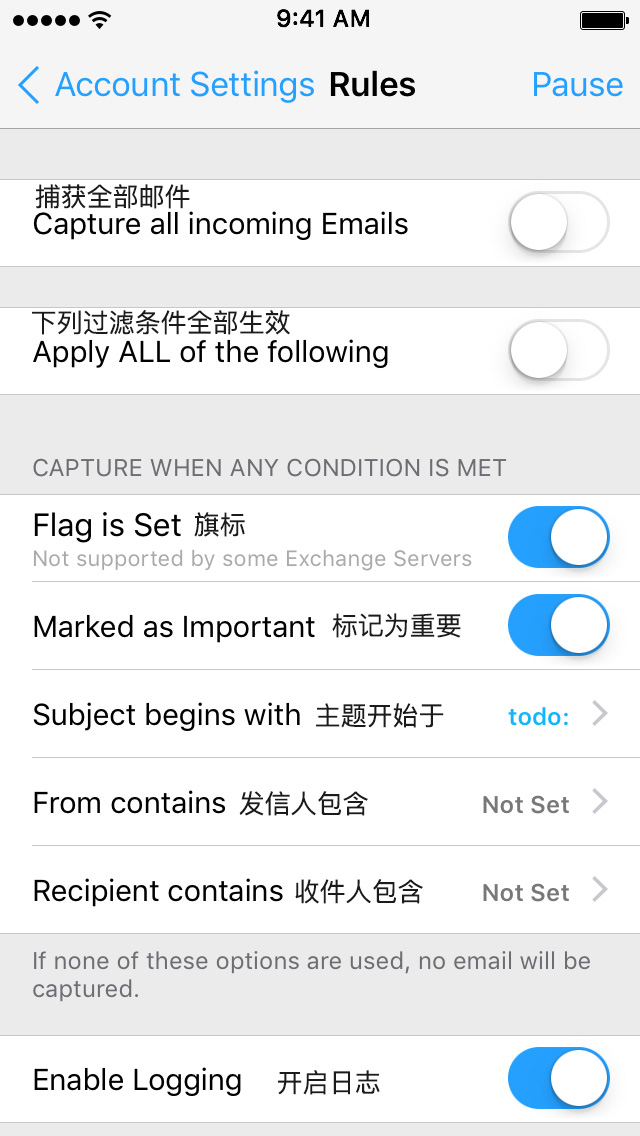 9:41 AM
Account Settings Rules Pause
捕获全部邮件
Capture all incoming Emails
下列过滤条件全部生效
Apply ALL of the following
CAPTURE WHEN ANY CONDITION IS MET
Flag is Set 旗标
Not supported by some Exchange Servers
Marked as Important 标记为重要
Subject begins with 主题开始于 todo:
From contains 发信人包含 Not Set
Recipient contains 收件人包含 Not Set
If none of these options are used, no email will be
captured.
Enable Logging 开启日志